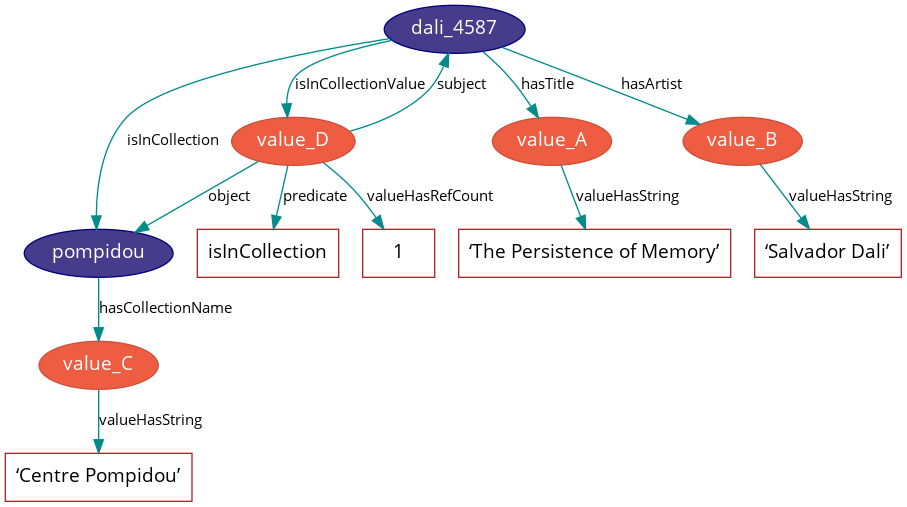 dali_4587
isInCollectionValue
subject
hasTitle
hasArtist
isInCollection
value_D
value_A
value_B
object
predicate
valueHasRefCount
valueHasString
valueHasString
pompidou
isInCollection
1
‘The Persistence of Memory’
‘Salvador Dali’
hasCollectionName
value_C
valueHasString
‘Centre Pompidou’